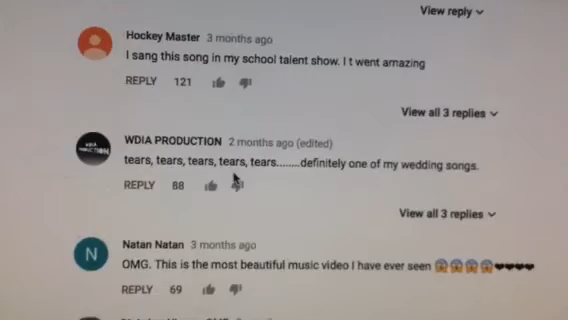 View reply
Hockey Master 3 months ago
I sang this song in my school talent show. I t went amazing
REPLY 121
View all 3 replies
WDIA PRODUCTION 2 months ago (edited)
tears, tears, tears, tears, tears........definitely one of my wedding songs.
REPLY 88
View all 3 replies
N
Natan Natan 3 months ago
OMG. This is the most beautiful music video I have ever seen 😱😱😱😱❤❤❤❤
REPLY 69